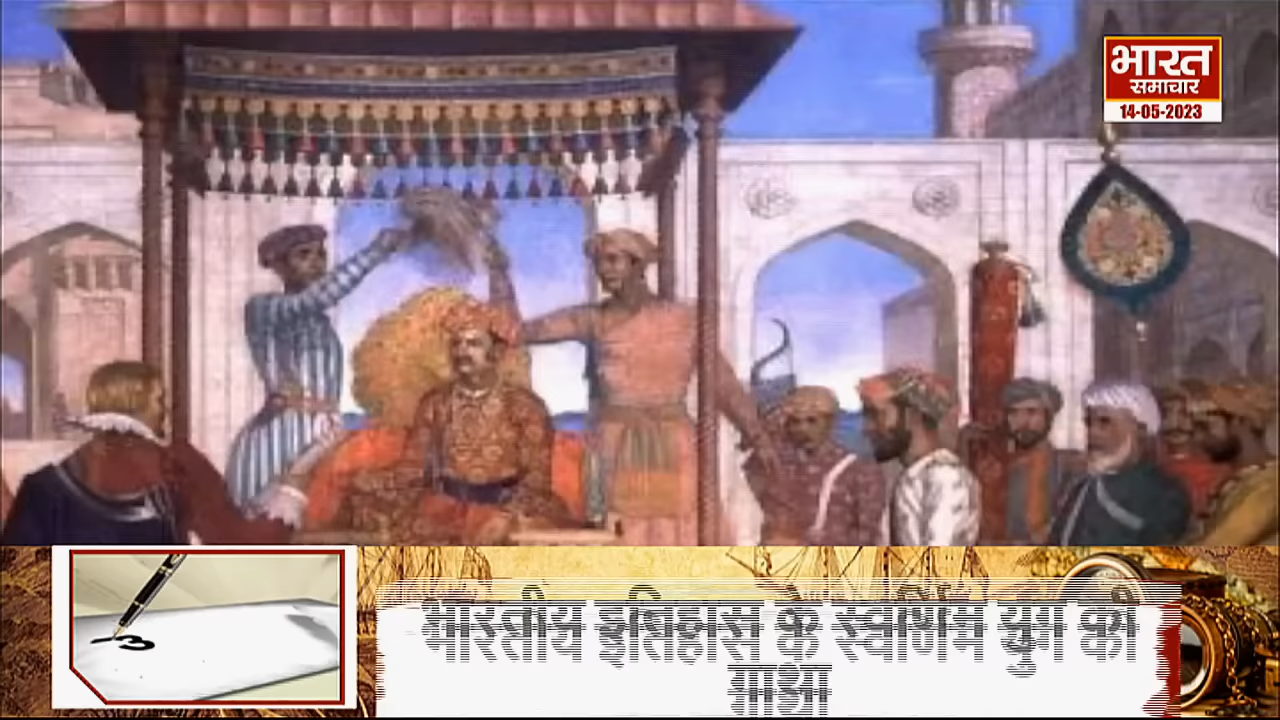 भारत
समाचार
14-05-2023
भारतीय इतिहास के स्वर्णिम युग की
गाथा